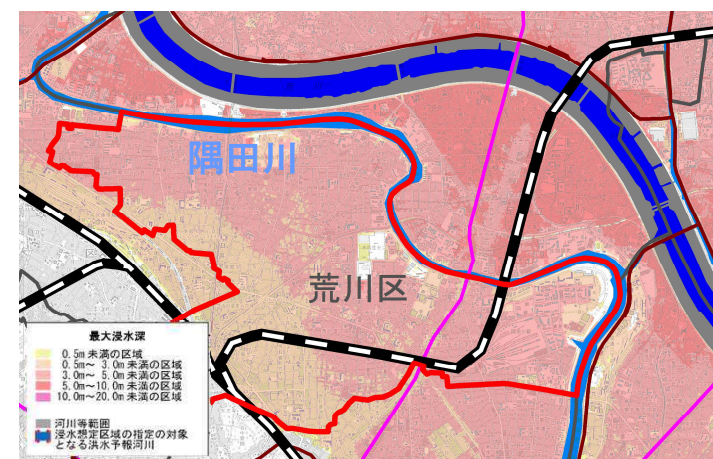 隅田川
荒川区
最大浸水深
0.5m 未満の区域
0.5m~ 3.0m 未満の区域
3.0m~ 5.0m 未満の区域
5.0m~10.0m 未満の区域
10.0m~20.0m 未満の区域
河川等範囲
浸水想定区域の指定の対象
となる洪水予報河川